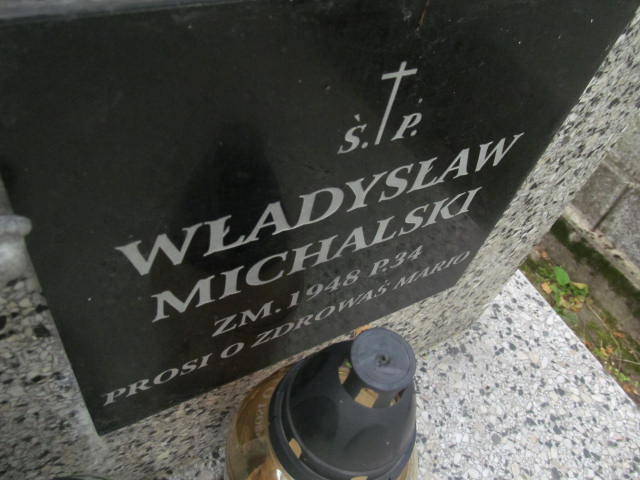 Ś. P.
WŁADYSŁAW
MICHALSKI
ZM. 1948 P.34
PROSI O ZDROWAŚ MARIO